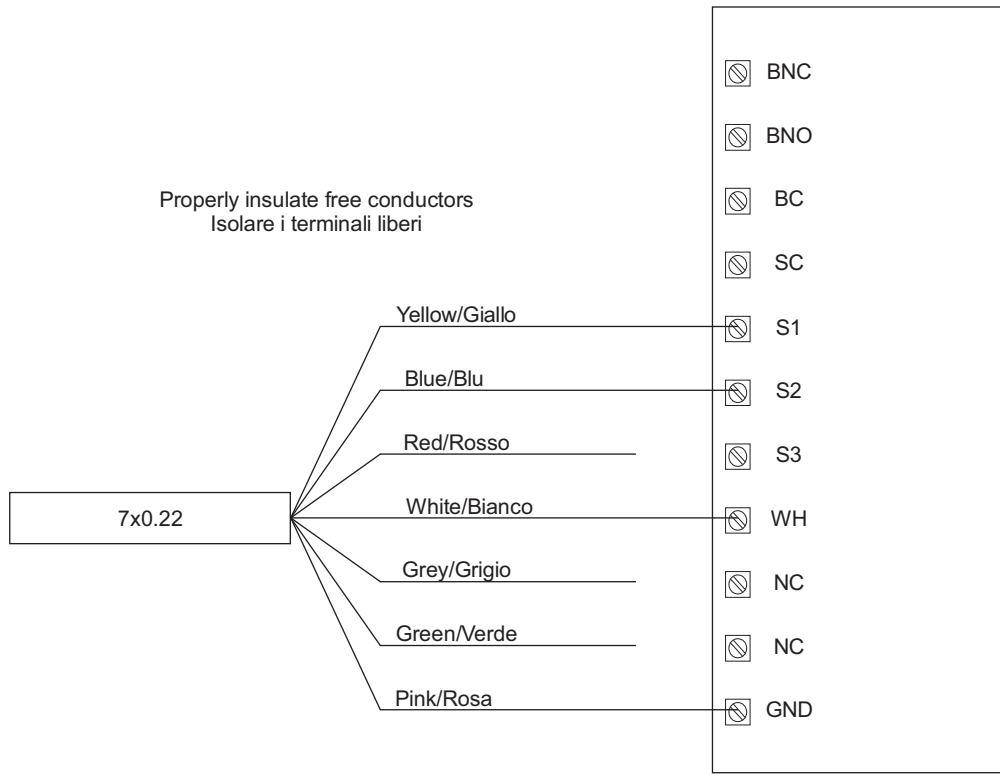 BNC
BNO
Properly insulate free conductors
Isolare i terminali liberi
BC
SC
Yellow/Giallo
S1
Blue/Blu
S2
Red/Rosso
S3
7x0.22
White/Bianco
WH
Grey/Grigio
NC
Green/Verde
NC
Pink/Rosa
GND